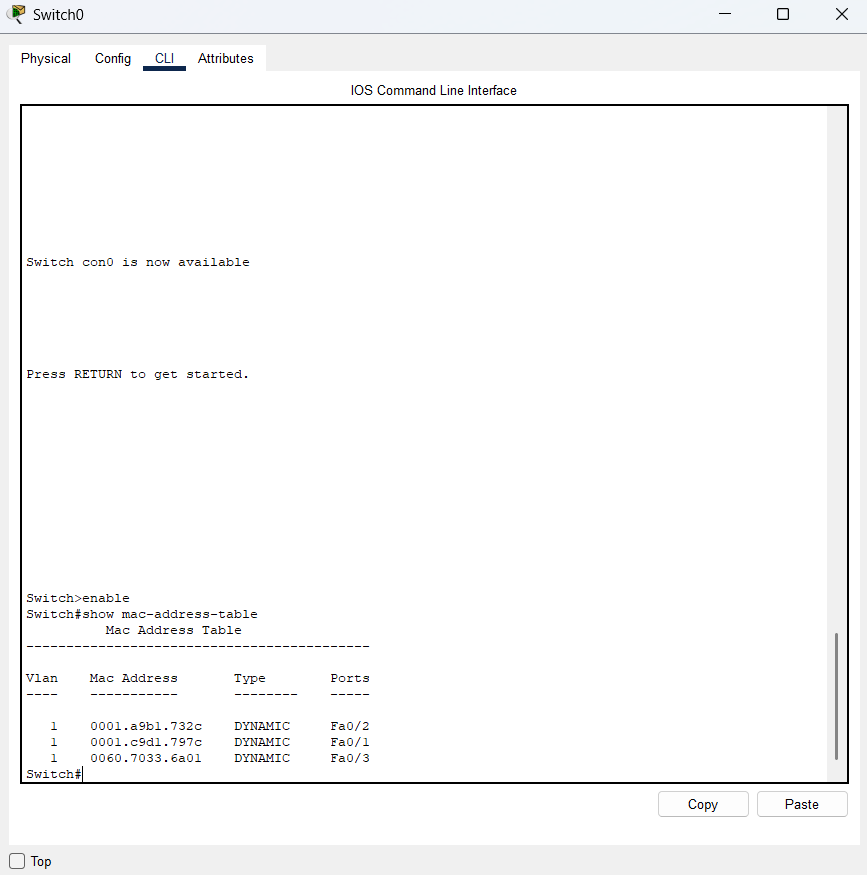 Switch0
Physical Config CLI Attributes
IOS Command Line Interface
Switch con0 is now available
Press RETURN to get started.
Switch>enable
Switch#show mac-address-table
Mac Address Table
-------------------------------------------
Vlan Mac Address Type Ports
---- ----------- -------- -----
1 0001.a9b1.732c DYNAMIC Fa0/2
1 0001.c9d1.797c DYNAMIC Fa0/1
1 0060.7033.6a01 DYNAMIC Fa0/3
Switch#
Copy Paste
Top